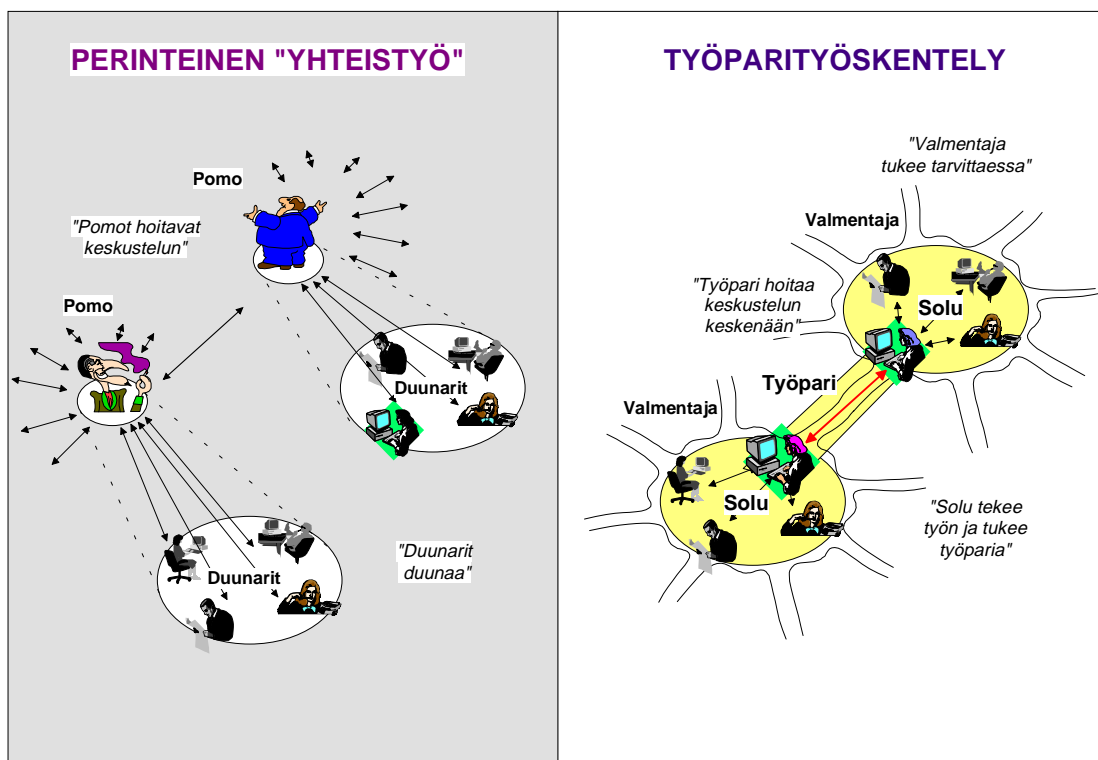 PERINTEINEN "YHTEISTYÖ"
Pomo
"Pomot hoitavat
keskustelun"
Pomo
Duunarit
"Duunarit
duunaa"
Duunarit
TYÖPARITYÖSKENTELY
"Valmentaja
tukee tarvittaessa"
Valmentaja
"Työpari hoitaa
keskustelun
keskenään"
Solu
Työpari
Valmentaja
Solu
"Solu tekee
työn ja tukee
työparia"